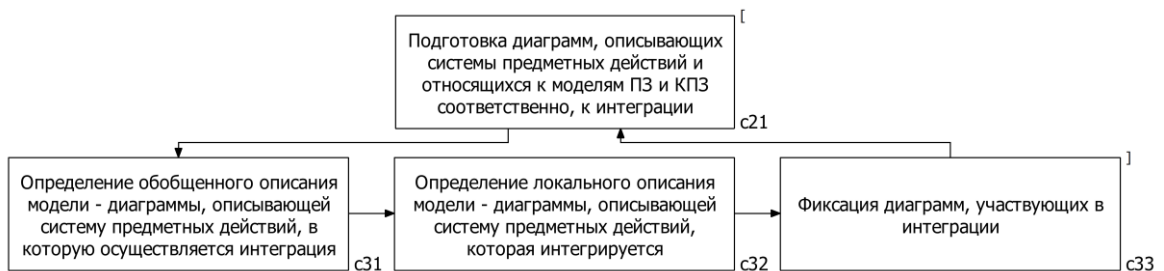 [
Подготовка диаграмм, описывающих
системы предметных действий и
относящихся к моделям ПЗ и КПЗ
соответственно, к интеграции
c21
Определение обобщенного описания
модели - диаграммы, описывающей
систему предметных действий, в
которую осуществляется интеграция
c31
Определение локального описания
модели - диаграммы, описывающей
систему предметных действий,
которая интегрируется
c32
]
Фиксация диаграмм, участвующих в
интеграции
c33